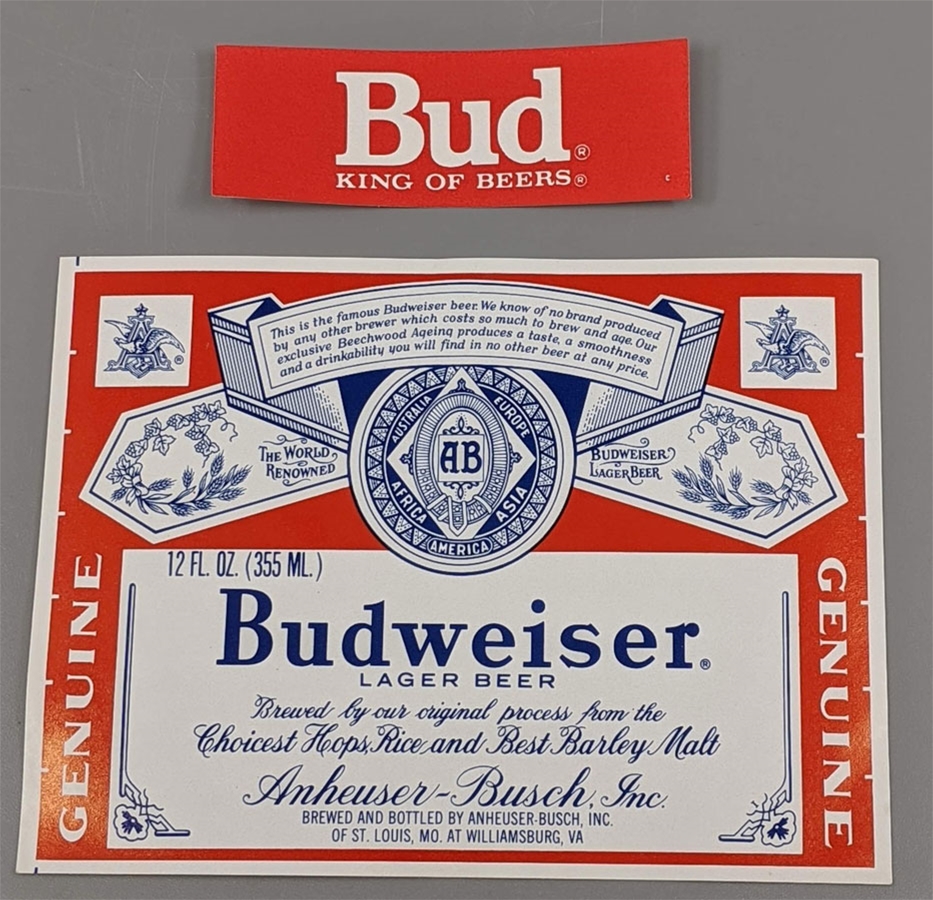 Bud®
KING OF BEERS®
C
This is the famous Budweiser beer. We know of no brand produced
by any other brewer which costs so much to brew and age. Our
exclusive Beechwood Ageing produces a taste, a smoothness
and a drinkability you will find in no other beer at any price.
A ®
A ®
THE WORLD
RENOWNED
AUSTRALIA
EUROPE
AB
AFRICA
ASIA
AMERICA
BUDWEISER
LAGER BEER
GENUINE
GENUINE
12 FL. OZ. (355 ML.)
Budweiser®
LAGER BEER
Brewed by our original process from the
Choicest Hops, Rice and Best Barley Malt
Anheuser-Busch, Inc.
BREWED AND BOTTLED BY ANHEUSER-BUSCH, INC.
OF ST. LOUIS, MO. AT WILLIAMSBURG, VA